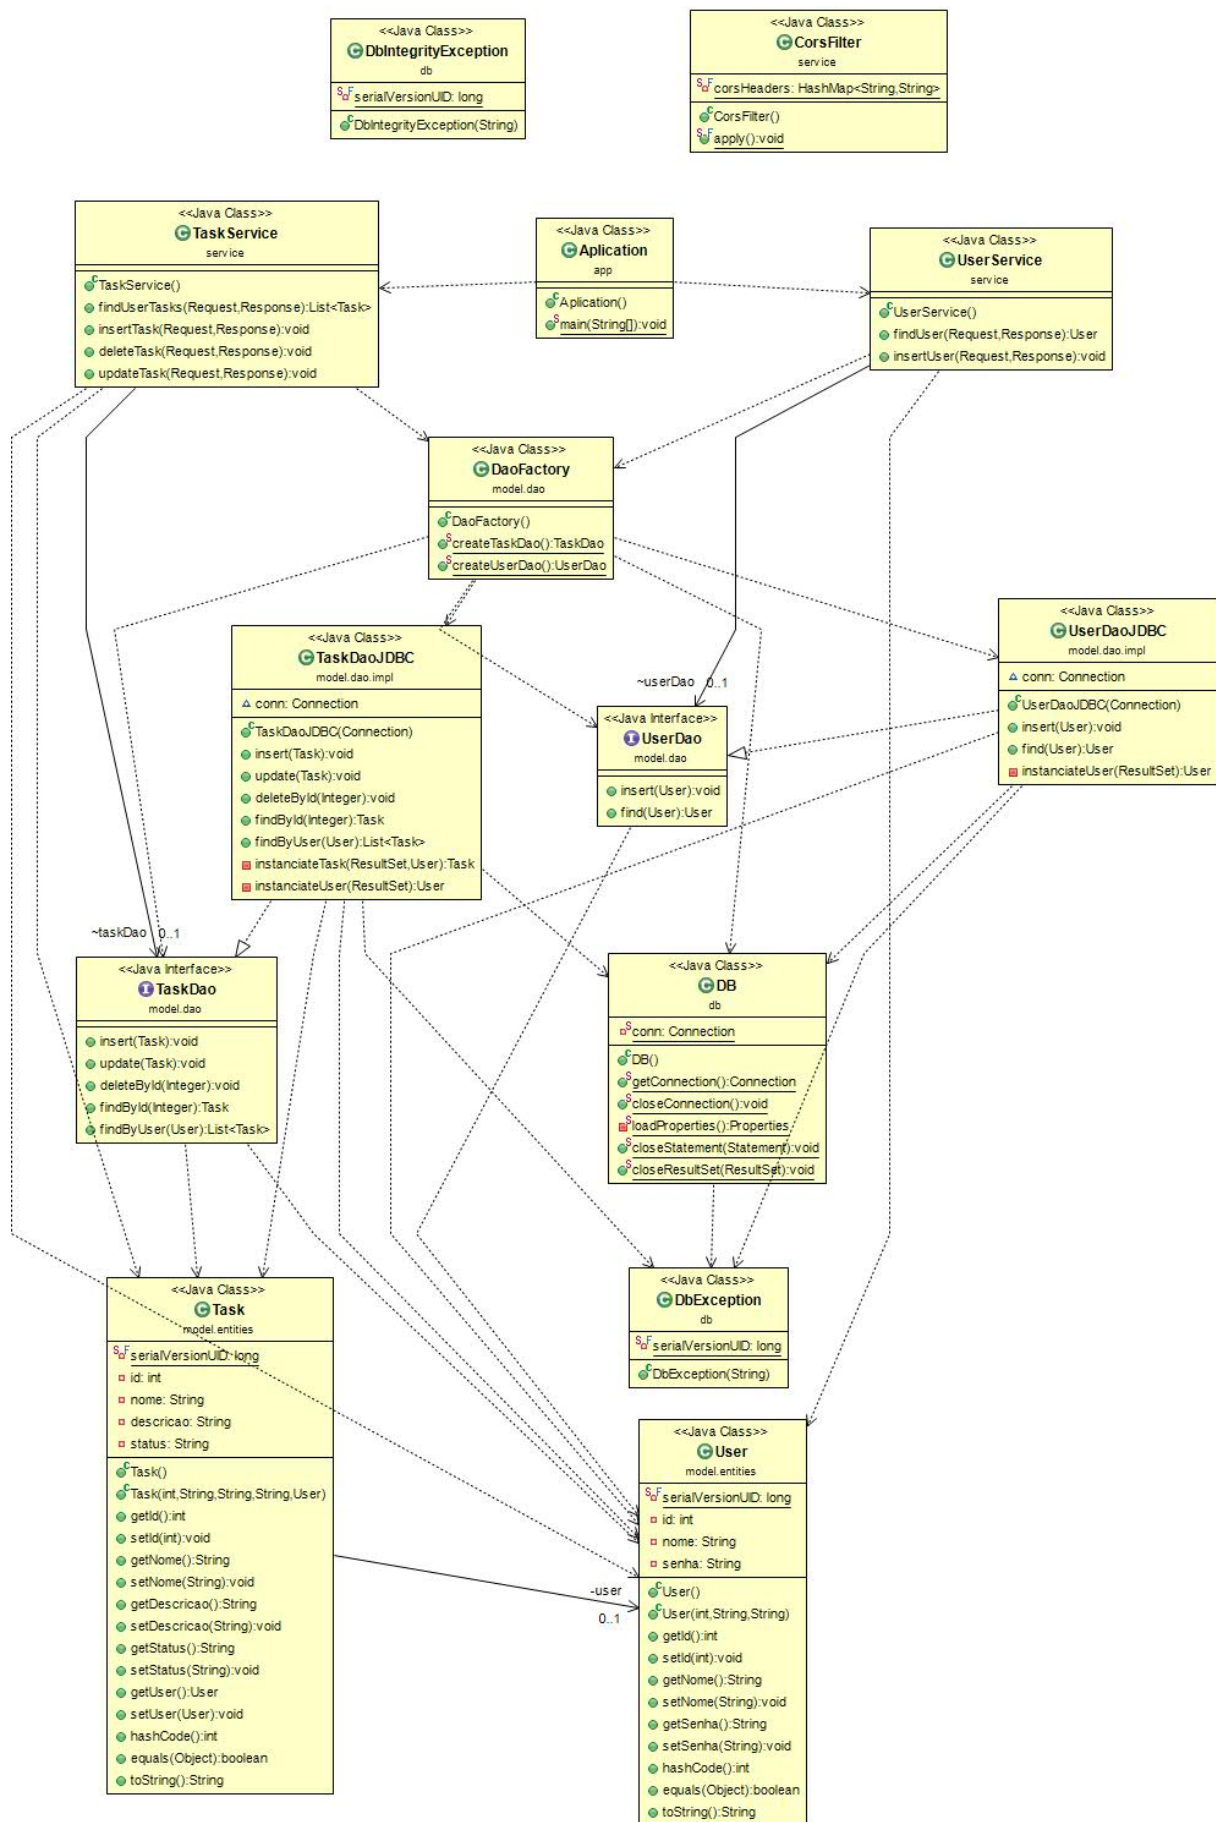 <<Java Class>>
DbIntegrityException
db
serialVersionUID: long
DbIntegrityException(String)
<<Java Class>>
CorsFilter
service
corsHeaders: HashMap<String,String>
CorsFilter()
apply():void
<<Java Class>>
TaskService
service
TaskService()
findUserTasks(Request,Response):List<Task>
insertTask(Request,Response):void
deleteTask(Request,Response):void
updateTask(Request,Response):void
<<Java Class>>
Aplication
app
Aplication()
main(String[]):void
<<Java Class>>
UserService
service
UserService()
findUser(Request,Response):User
insertUser(Request,Response):void
<<Java Class>>
DaoFactory
model.dao
DaoFactory()
createTaskDao():TaskDao
createUserDao():UserDao
<<Java Class>>
TaskDaoJDBC
model.dao.impl
conn: Connection
TaskDaoJDBC(Connection)
insert(Task):void
update(Task):void
deleteById(Integer):void
findById(Integer):Task
findByUser(User):List<Task>
instanciateTask(ResultSet,User):Task
instanciateUser(ResultSet):User
~userDao 0..1
<<Java Interface>>
UserDao
model.dao
insert(User):void
find(User):User
<<Java Class>>
UserDaoJDBC
model.dao.impl
conn: Connection
UserDaoJDBC(Connection)
insert(User):void
find(User):User
instanciateUser(ResultSet):User
~taskDao 0..1
<<Java Interface>>
TaskDao
model.dao
insert(Task):void
update(Task):void
deleteById(Integer):void
findById(Integer):Task
findByUser(User):List<Task>
<<Java Class>>
DB
db
conn: Connection
DB()
getConnection():Connection
closeConnection():void
loadProperties():Properties
closeStatement(Statement):void
closeResultSet(ResultSet):void
<<Java Class>>
DbException
db
serialVersionUID: long
DbException(String)
<<Java Class>>
Task
model.entities
serialVersionUID: long
id: int
nome: String
descricao: String
status: String
Task()
Task(int,String,String,String,User)
getId():int
setId(int):void
getNome():String
setNome(String):void
getDescricao():String
setDescricao(String):void
getStatus():String
setStatus(String):void
getUser():User
setUser(User):void
hashCode():int
equals(Object):boolean
toString():String
-user
0..1
<<Java Class>>
User
model.entities
serialVersionUID: long
id: int
nome: String
senha: String
User()
User(int,String,String)
getId():int
setId(int):void
getNome():String
setNome(String):void
getSenha():String
setSenha(String):void
hashCode():int
equals(Object):boolean
toString():String